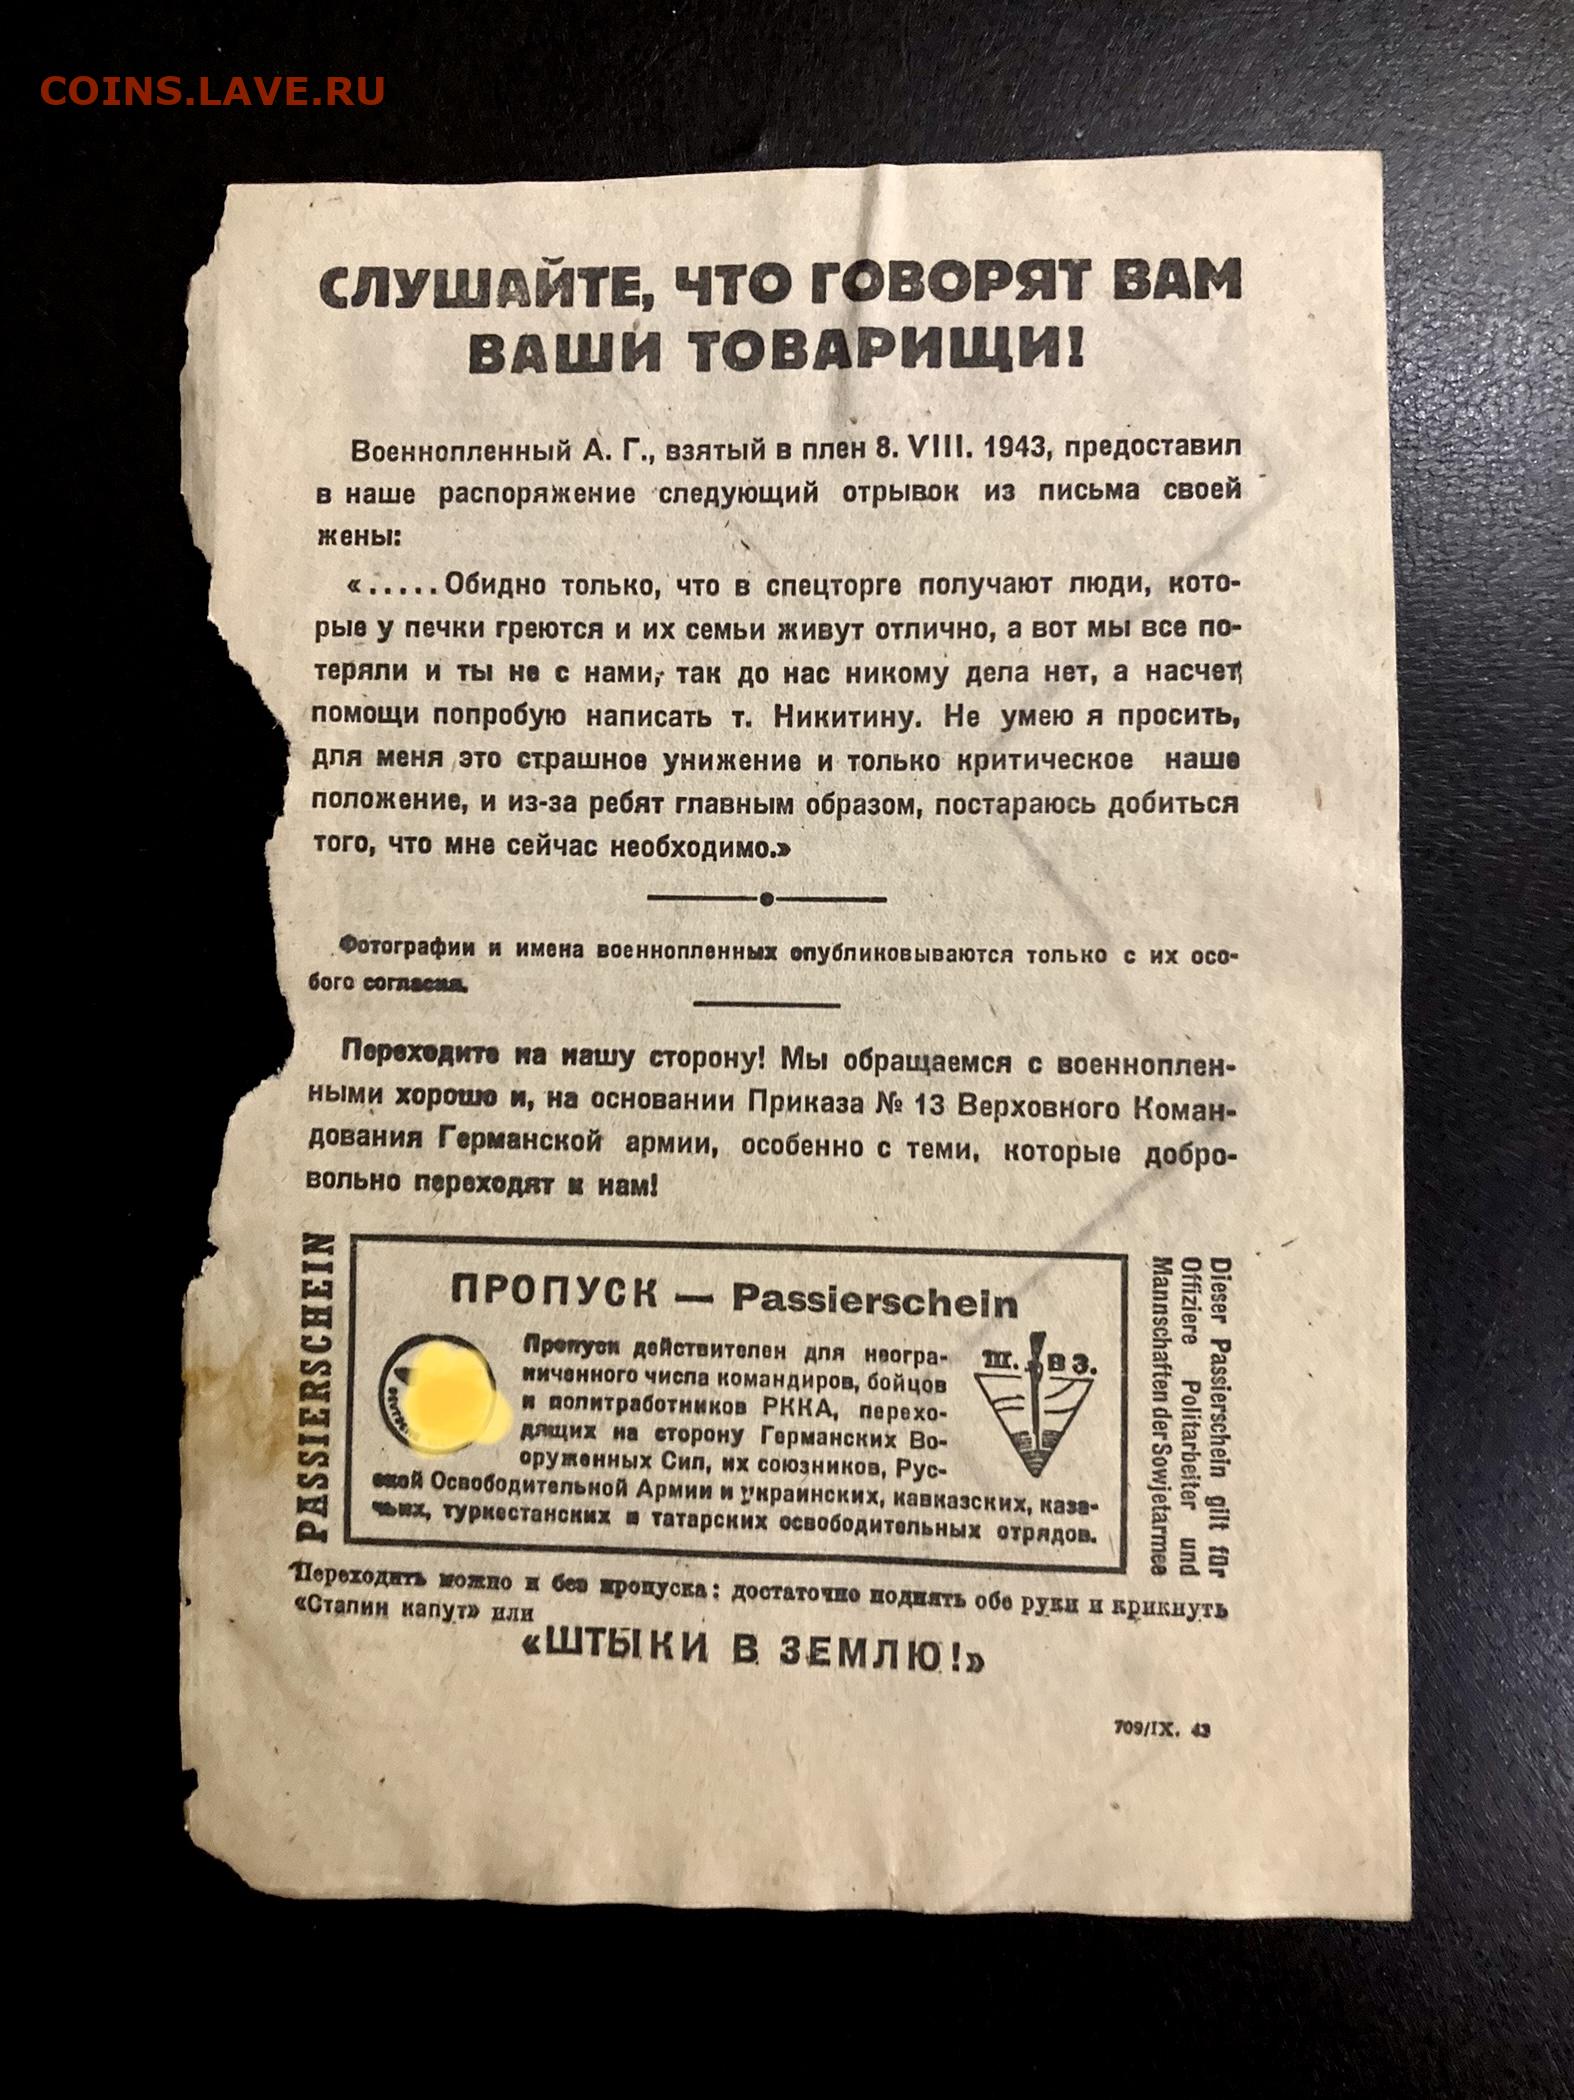 COINS.LAVE.RU
СЛУШАЙТЕ, ЧТО ГОВОРЯТ ВАМ
ВАШИ ТОВАРИЩИ!
Военнопленный А. Г., взятый в плен 8. VIII. 1943, предоставил
в наше распоряжение следующий отрывок из письма своей
жены:
«.....Обидно только, что в спецторге получают люди, кото-
рые у печки греются и их семьи живут отлично, а вот мы все по-
теряли и ты не с нами, так до нас никому дела нет, а насчет
помощи попробую написать т. Никитину. Не умею я просить,
для меня это страшное унижение и только критическое наше
положение, и из-за ребят главным образом, постараюсь добиться
того, что мне сейчас необходимо.»
Фотографии и имена военнопленных опубликовываются только с их осо-
бого согласия.
Переходите на нашу сторону! Мы обращаемся с военноплен-
ными хорошо и, на основании Приказа № 13 Верховного Коман-
дования Германской армии, особенно с теми, которые добро-
вольно переходят к нам!
PASSIERSCHEIN
ПРОПУСК — Passierschein
Пропуск действителен для неогра-
ниченного числа командиров, бойцов
и политработников РККА, перехо-
дящих на сторону Германских Во-
оруженных Сил, их союзников, Рус-
ской Освободительной Армии и украинских, кавказских, каза-
чьих, туркестанских и татарских освободительных отрядов.
Ш. В З.
Dieser Passierschein gilt für
Offiziere Politarbeiter und
Mannschaften der Sowjetarmee
Переходить можно и без пропуска: достаточно поднять обе руки и крикнуть
«Сталин капут» или
«ШТЫКИ В ЗЕМЛЮ!»
709/IX. 43